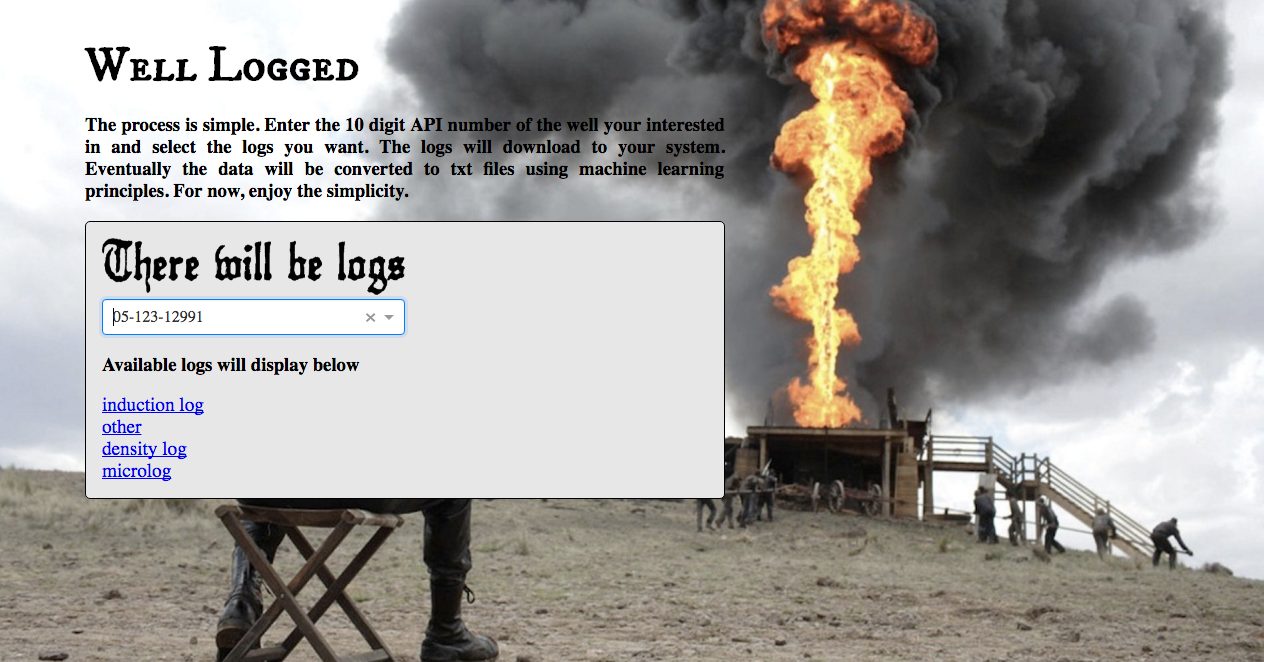 Well Logged
The process is simple. Enter the 10 digit API number of the well your interested
in and select the logs you want. The logs will download to your system.
Eventually the data will be converted to txt files using machine learning
principles. For now, enjoy the simplicity.
There will be logs
05-123-12991
Available logs will display below
induction log
other
density log
microlog